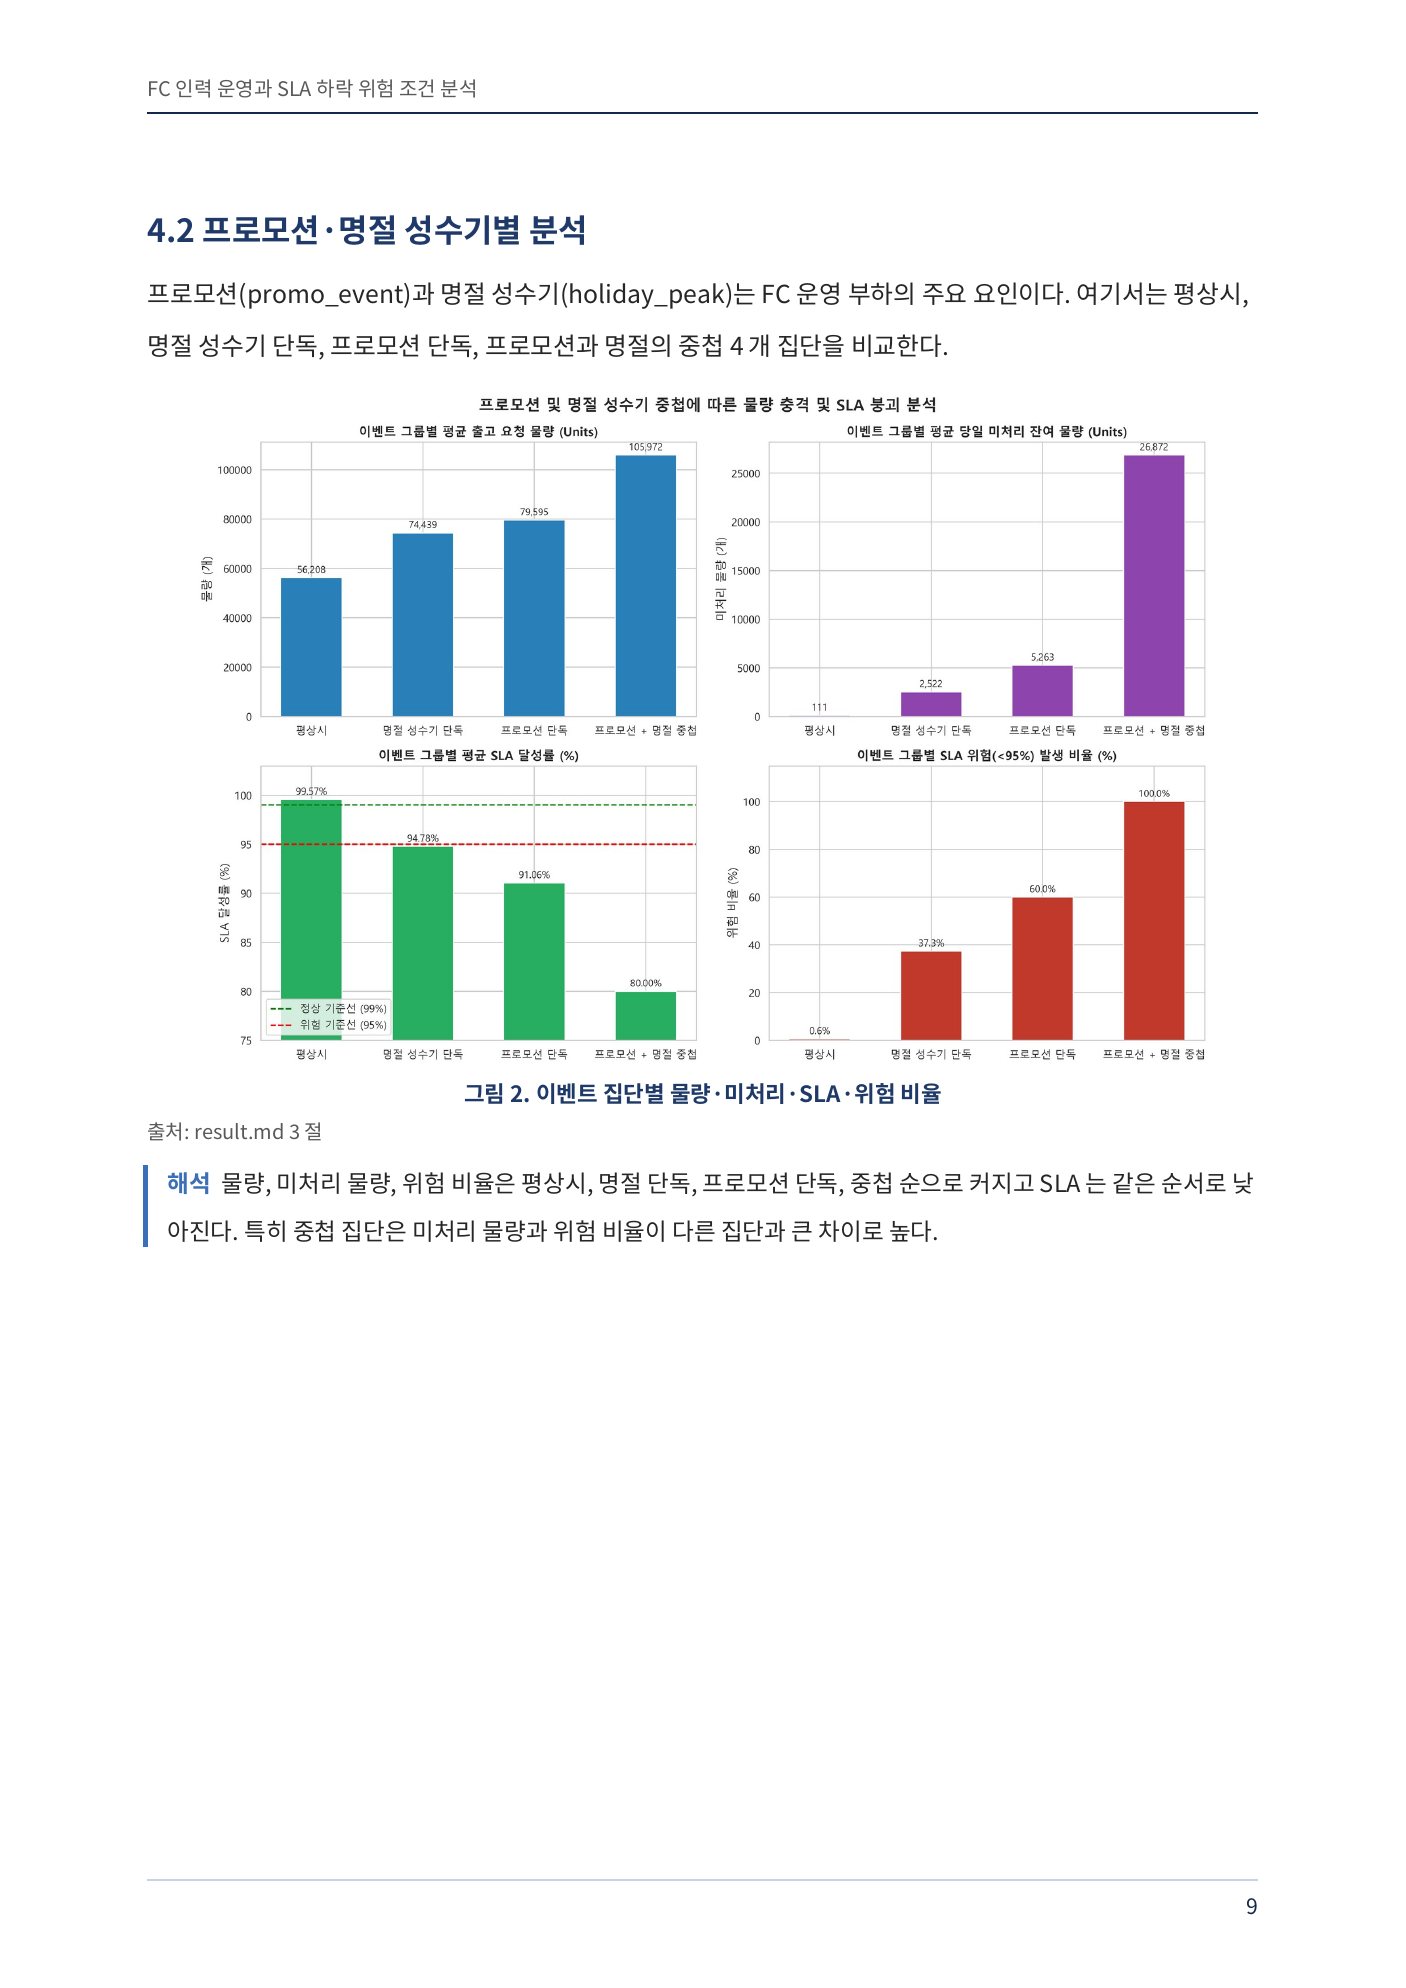 FC 인력 운영과 SLA 하락 위험 조건 분석
4.2 프로모션·명절 성수기별 분석
프로모션(promo_event)과 명절 성수기(holiday_peak)는 FC 운영 부하의 주요 요인이다. 여기서는 평상시,
명절 성수기 단독, 프로모션 단독, 프로모션과 명절의 중첩 4 개 집단을 비교한다.
프로모션 및 명절 성수기 중첩에 따른 물량 충격 및 SLA 붕괴 분석
이벤트 그룹별 평균 출고 요청 물량 (Units)
물량 (개)
100000
80000
60000
40000
20000
0
56,208
74,439
79,595
105,972
평상시
명절 성수기 단독
프로모션 단독
프로모션 + 명절 중첩
이벤트 그룹별 평균 당일 미처리 잔여 물량 (Units)
미처리 물량 (개)
25000
20000
15000
10000
5000
0
111
2,522
5,263
26,872
평상시
명절 성수기 단독
프로모션 단독
프로모션 + 명절 중첩
이벤트 그룹별 평균 SLA 달성률 (%)
SLA 달성률 (%)
100
95
90
85
80
75
99.57%
94.78%
91.06%
80.00%
정상 기준선 (99%)
위험 기준선 (95%)
평상시
명절 성수기 단독
프로모션 단독
프로모션 + 명절 중첩
이벤트 그룹별 SLA 위험(<95%) 발생 비율 (%)
위험 비율 (%)
100
80
60
40
20
0
0.6%
37.3%
60.0%
100.0%
평상시
명절 성수기 단독
프로모션 단독
프로모션 + 명절 중첩
그림 2. 이벤트 집단별 물량·미처리·SLA·위험 비율
출처: result.md 3 절
해석 물량, 미처리 물량, 위험 비율은 평상시, 명절 단독, 프로모션 단독, 중첩 순으로 커지고 SLA 는 같은 순서로 낮
아진다. 특히 중첩 집단은 미처리 물량과 위험 비율이 다른 집단과 큰 차이로 높다.
9